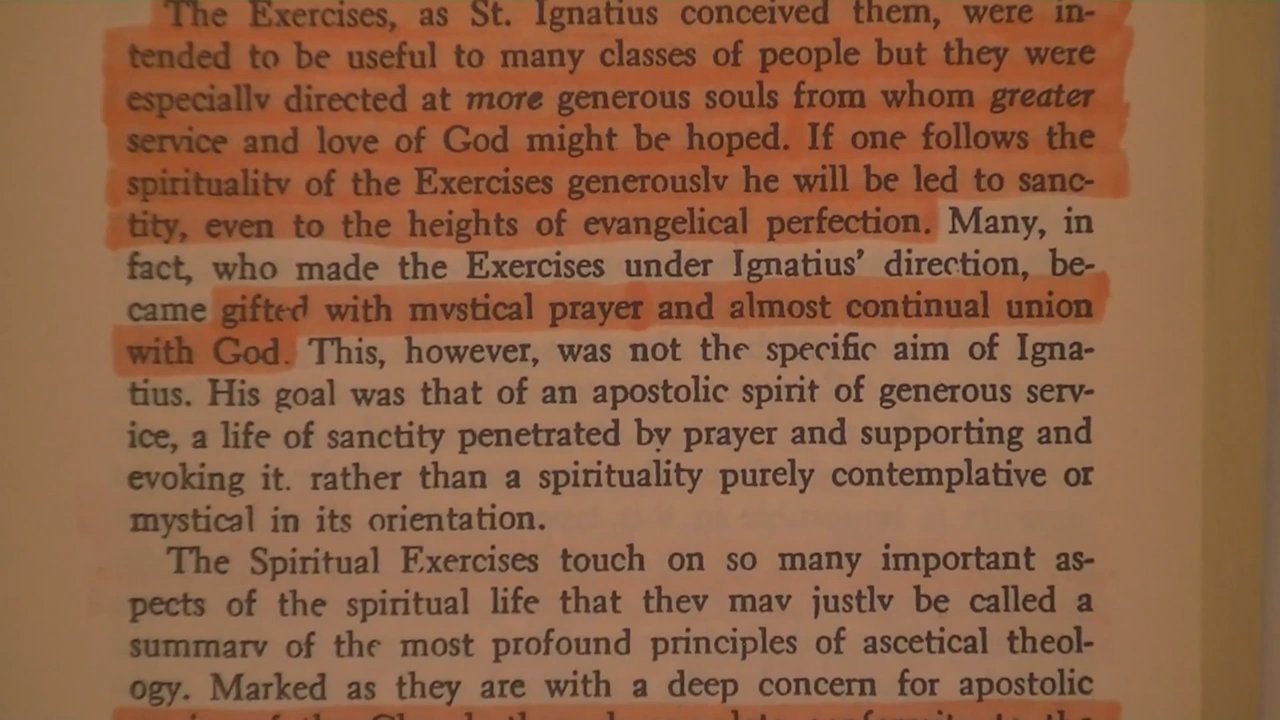 The Exercises, as St. Ignatius conceived them, were in-
tended to be useful to many classes of people but they were
especially directed at more generous souls from whom greater
service and love of God might be hoped. If one follows the
spirituality of the Exercises generously he will be led to sanc-
tity, even to the heights of evangelical perfection. Many, in
fact, who made the Exercises under Ignatius’ direction, be-
came gifted with mystical prayer and almost continual union
with God. This, however, was not the specific aim of Igna-
tius. His goal was that of an apostolic spirit of generous serv-
ice, a life of sanctity penetrated by prayer and supporting and
evoking it. rather than a spirituality purely contemplative or
mystical in its orientation.
The Spiritual Exercises touch on so many important as-
pects of the spiritual life that they may justly be called a
summary of the most profound principles of ascetical theol-
ogy. Marked as they are with a deep concern for apostolic
of the